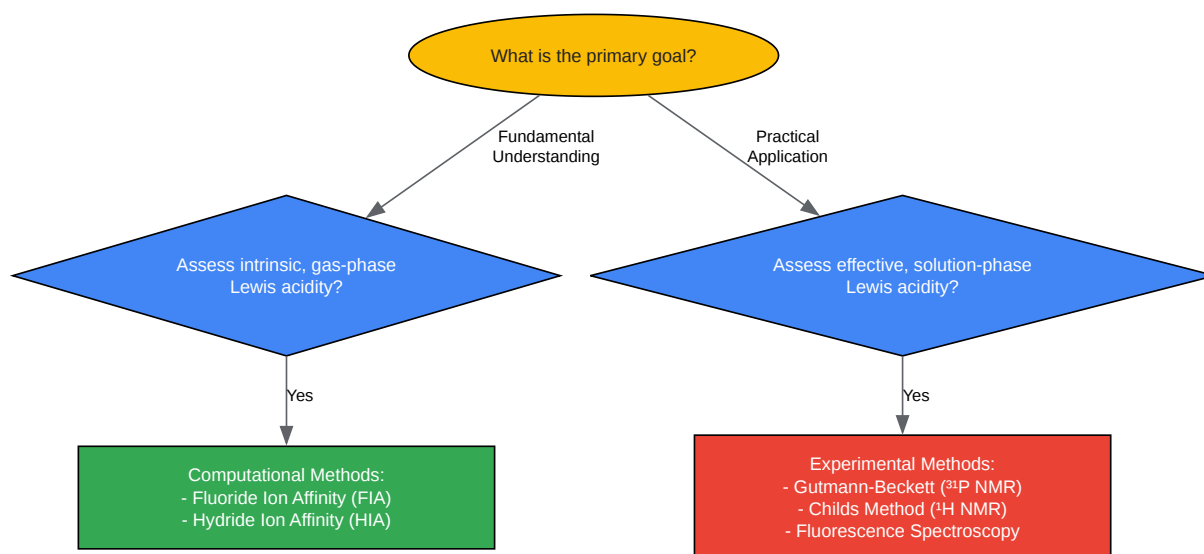 What is the primary goal?
Fundamental
Understanding
Practical
Application
Assess intrinsic, gas-phase
Lewis acidity?
Assess effective, solution-phase
Lewis acidity?
Yes
Yes
Computational Methods:
- Fluoride Ion Affinity (FIA)
- Hydride Ion Affinity (HIA)
Experimental Methods:
- Gutmann-Beckett (³¹P NMR)
- Childs Method (¹H NMR)
- Fluorescence Spectroscopy